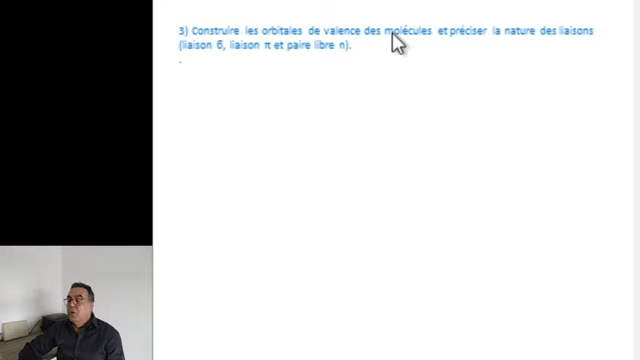 3) Construire les orbitales de valence des molécules et préciser la nature des liaisons
(liaison б, liaison π et paire libre n).
.